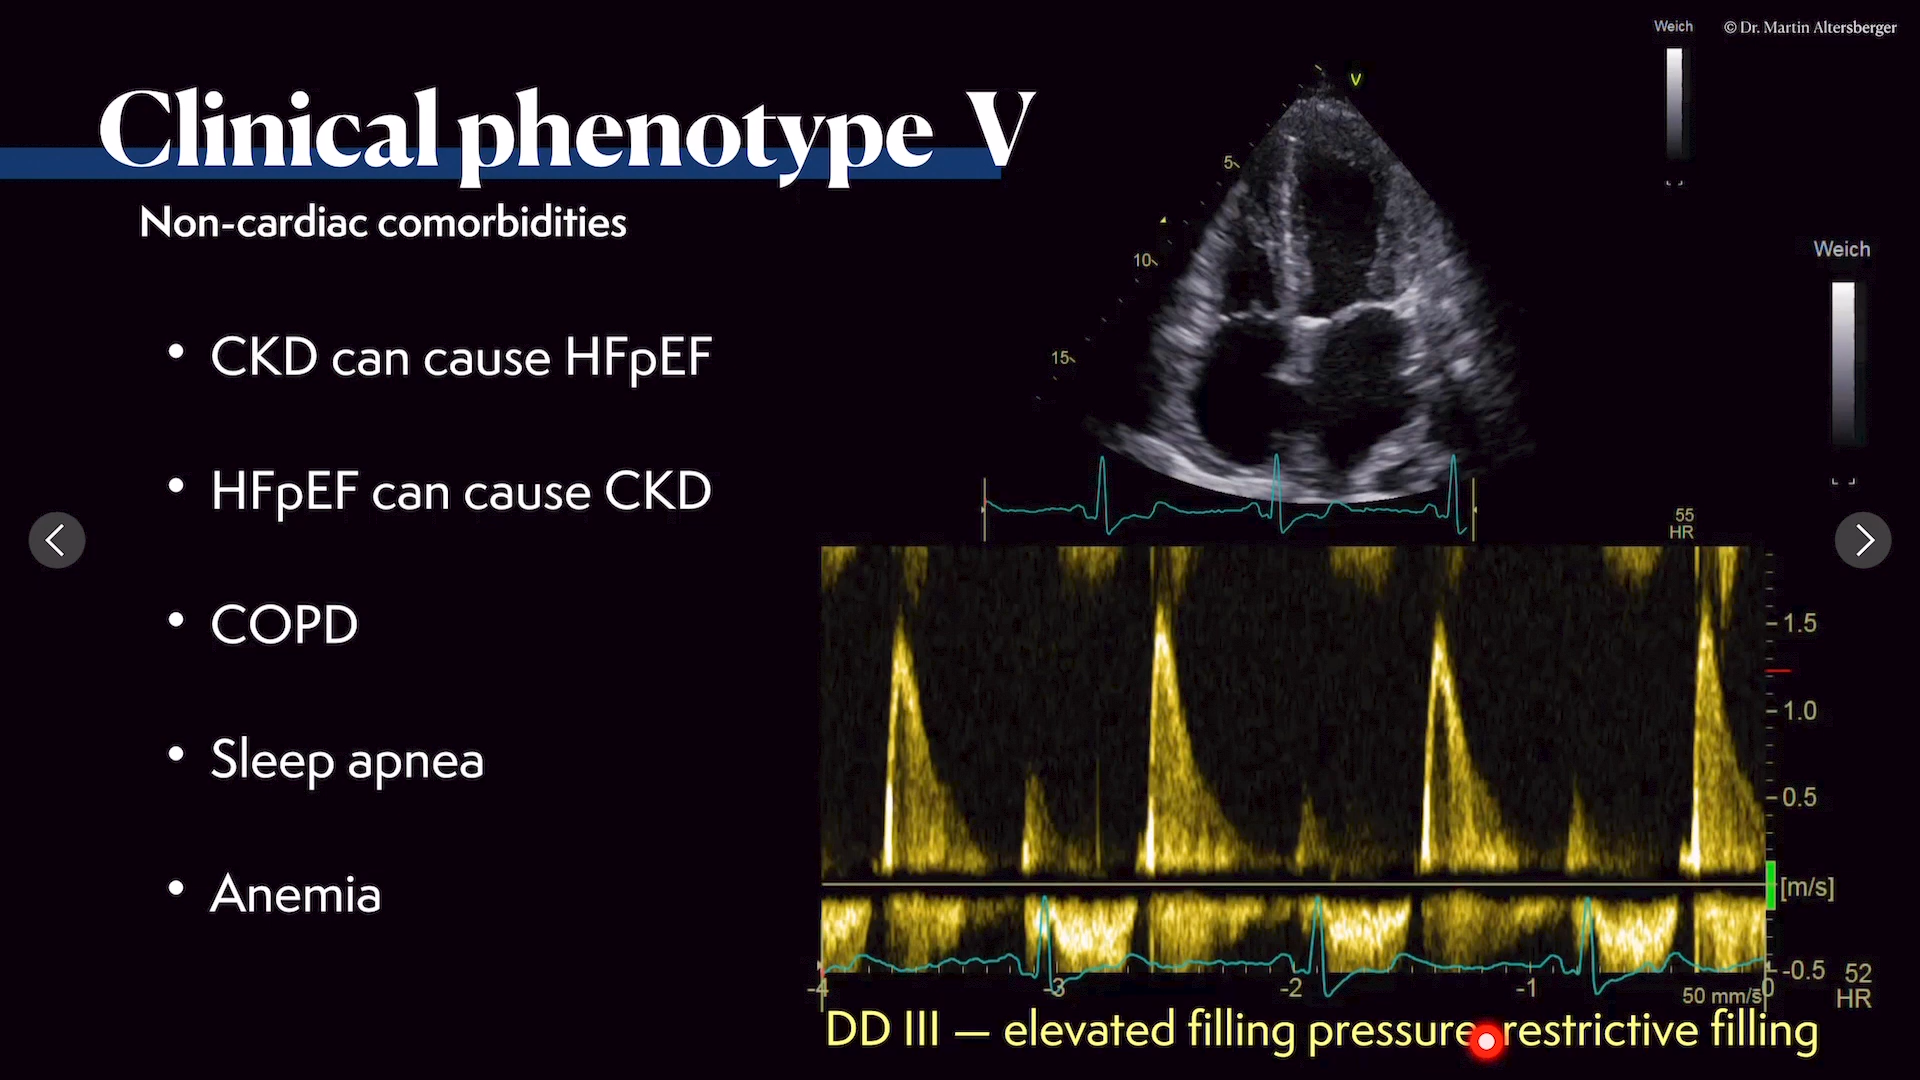 Weich
© Dr. Martin Altersberger
V
Clinical phenotype V
Non-cardiac comorbidities
5
10
15
Weich
• CKD can cause HFpEF
• HFpEF can cause CKD
• COPD
• Sleep apnea
• Anemia
55
HR
1.5
1.0
0.5
[m/s]
-0.5
52
HR
-4
-3
-2
-1
0
50 mm/s
DD III — elevated filling pressure restrictive filling